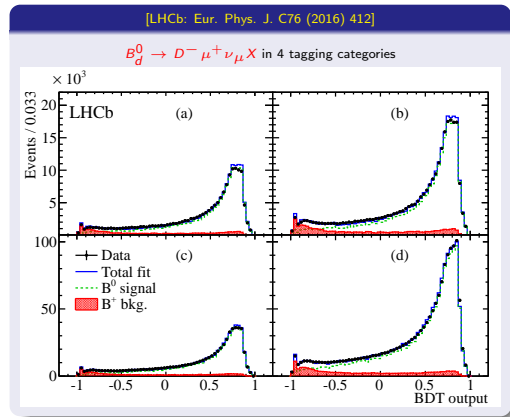 [LHCb: Eur. Phys. J. C76 (2016) 412]
B⁰_d → D⁻ μ⁺ ν_μ X in 4 tagging categories
× 10³
LHCb
(a)
(b)
Events / 0.033
20
15
10
5
100
50
0
(c)
(d)
Data
Total fit
B⁰ signal
B⁺ bkg.
-1 -0.5 0 0.5 1 -1 -0.5 0 0.5 1
BDT output